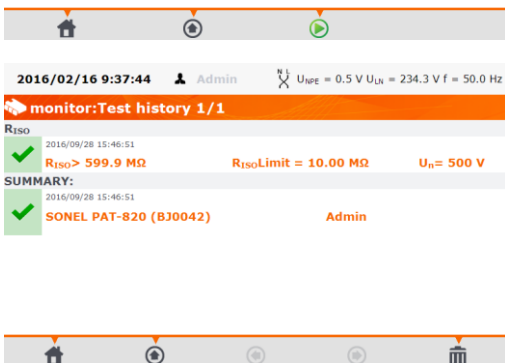 2016/02/16 9:37:44 Admin N L UNPE = 0.5 V ULN = 234.3 V f = 50.0 Hz
monitor:Test history 1/1
RISO
2016/09/28 15:46:51
RISO> 599.9 MΩ RISOLimit = 10.00 MΩ Un= 500 V
SUMMARY:
2016/09/28 15:46:51
SONEL PAT-820 (BJ0042) Admin